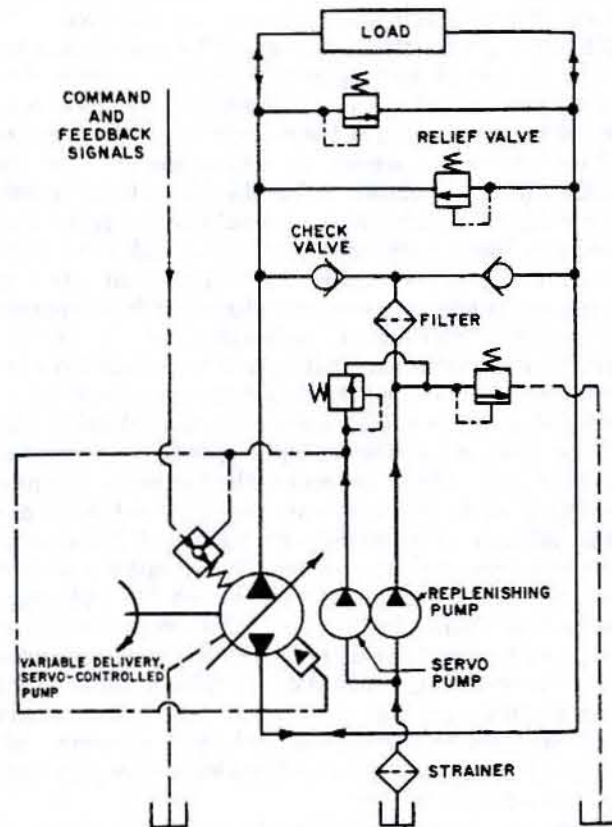 LOAD
COMMAND
AND
FEEDBACK
SIGNALS
RELIEF VALVE
CHECK
VALVE
FILTER
REPLENISHING
PUMP
SERVO
PUMP
VARIABLE DELIVERY,
SERVO-CONTROLLED
PUMP
STRAINER